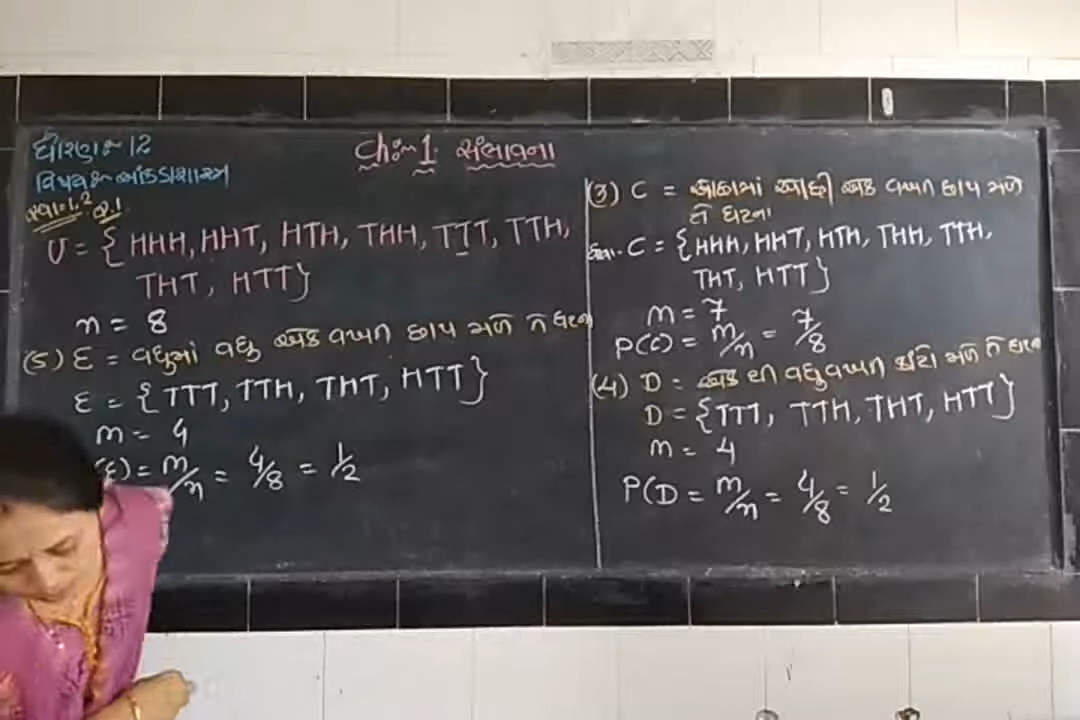 ધોરણઃ- 12
વિષયઃ- આંકડાશાસ્ત્ર
Ch:- 1. સંભાવના
સ્વા. 1.2 દા.1
U = { HHH, HHT, HTH, THH, TTT, TTH,
THT, HTT}
n = 8
(5) E = વધુમાં વધુ એક વખત છાપ મળે તે ઘટના
E = {TTT, TTH, THT, HTT}
m = 4
(E) = m/n = 4/8 = 1/2
(3) C = ઓછામાં ઓછી એક વખત છાપ મળે
તે ઘટના
C = {HHH, HHT, HTH, THH, TTH,
THT, HTT}
m = 7
P(C) = m/n = 7/8
(4) D = એક થી વધુ વખત કાંટો મળે તે ઘટના
D = {TTT, TTH, THT, HTT}
m = 4
P(D = m/n = 4/8 = 1/2